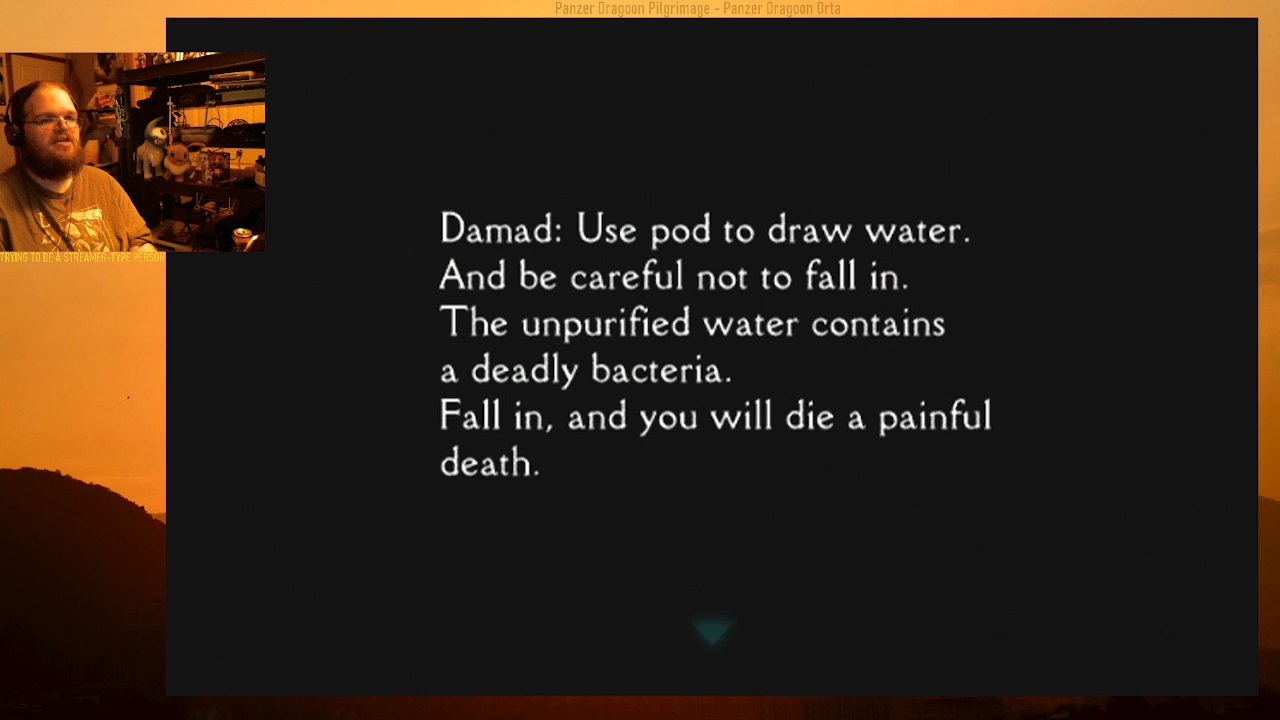 Panzer Dragoon Pilgrimage - Panzer Dragoon Orta
Damad: Use pod to draw water.
And be careful not to fall in.
The unpurified water contains
a deadly bacteria.
Fall in, and you will die a painful
death.
TRYING TO BE A STREAMER-TYPE PERSON